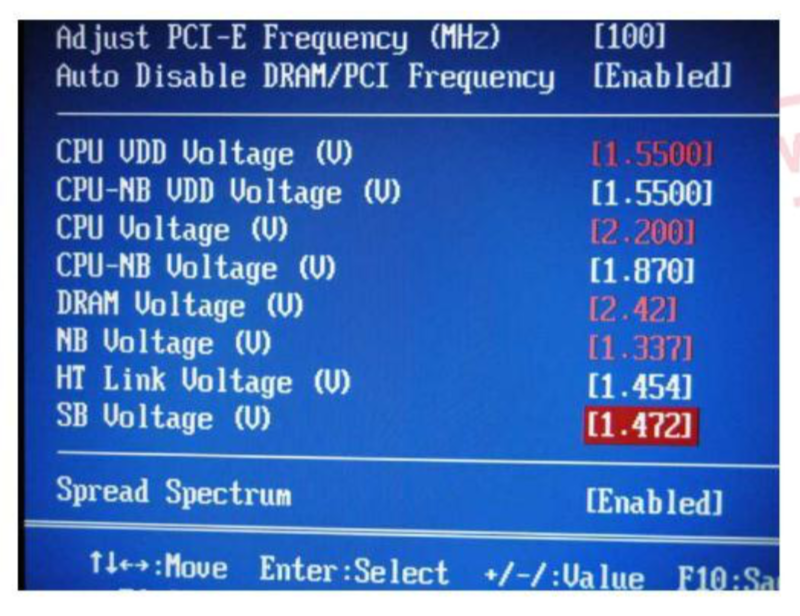 Adjust PCI-E Frequency (MHz) [100]
Auto Disable DRAM/PCI Frequency [Enabled]
CPU VDD Voltage (V) [1.5500]
CPU-NB VDD Voltage (V) [1.5500]
CPU Voltage (V) [2.200]
CPU-NB Voltage (V) [1.870]
DRAM Voltage (V) [2.42]
NB Voltage (V) [1.337]
HT Link Voltage (V) [1.454]
SB Voltage (V) [1.472]
Spread Spectrum [Enabled]
↑↓←→:Move Enter:Select +/-/:Value F10:Sa